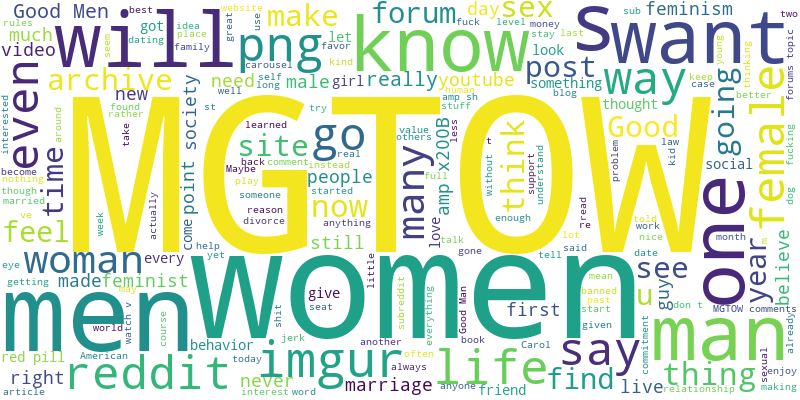 Good Men
best
idea
rules
place
much
got
dating
family
video
will
png
seem
great
favor
kind
forum
let
fuck
money
website
use
stay
last
make
sex
day
level
sub
feminism
young
two
know
S
want
look
post
way
something
blog
thought
going
keep
case
thinking
better
forums topic
archive
even
new
need
male
girl
really
youtube
long
self
carousel
well
human
amp sh
stuff
st
try
found
rather
take
interested
around
become
nothing
though
married
ve
time
feel
actually
week
point society
come
site
learned
back
Maybe
play
comment
someone
reason
divorce
help
yet
go
people
started
anything
now
still
real
instead
full
value
others
less
many
amp x200B
love
talk
gone
think
t
without
support
understand
enough
Good
problem
read
re
told
lot
said
tell
law
kid
work
nice
date
one
social
month
m
female
dog
fucking
year
believe
MGTOW
woman
made
feminist
every
eye
getting
may
men
women
world
watch v
course
behavior
shit
today
give
seat
jerk
little
another
always
often
anyone
subreddit
everything
Good Man
book
first
Carol
mean
banned
past
start
given
u
see
guy
don t
MGTOW comments
commitment
already
man
say
thing
sexual
enjoy
making
relationship
red pill
American
right
article
reddit
never
interest
word
imgur
marriage
friend
life
find
live